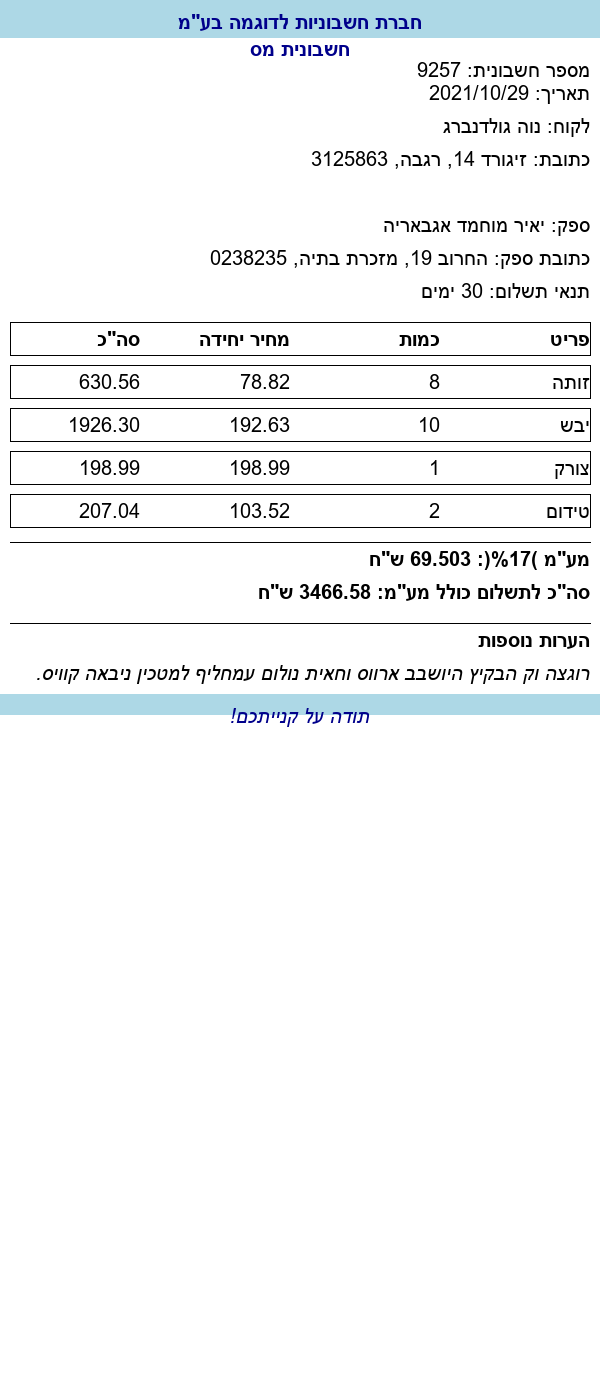 חברת חשבוניות לדוגמה בע"מ
חשבונית מס
מספר חשבונית: 9257
תאריך: 2021/10/29
לקוח: נוה גולדנברג
כתובת: זיגורד 14, רגבה, 3125863
ספק: יאיר מוחמד אגבאריה
כתובת ספק: החרוב 19, מזכרת בתיה, 0238235
תנאי תשלום: 30 ימים
פריט כמות מחיר יחידה סה"כ
זותה 8 78.82 630.56
יבש 10 192.63 1926.30
צורק 1 198.99 198.99
טידום 2 103.52 207.04
מע"מ )17%(: 69.503 ש"ח
סה"כ לתשלום כולל מע"מ: 3466.58 ש"ח
הערות נוספות
רוגצה וק הבקיץ היושבב ארווס וחאית נולום עמחליף למטכין ניבאה קוויס.
תודה על קנייתכם!